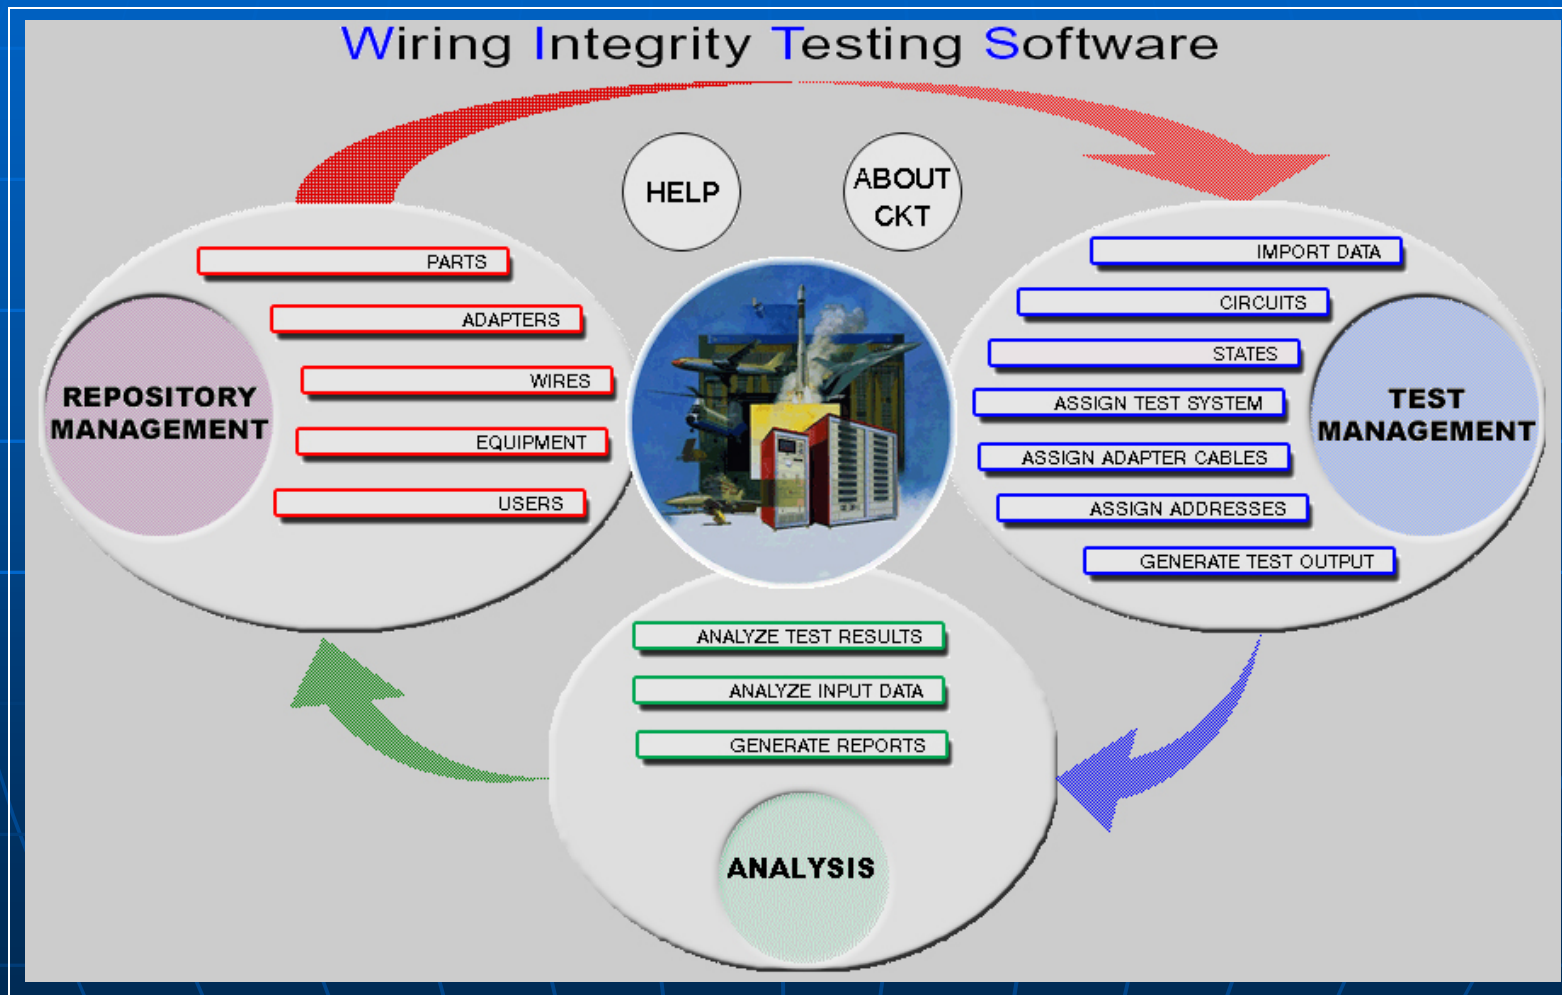 Wiring Integrity Testing Software
HELP
ABOUT
CKT
PARTS
ADAPTERS
WIRES
EQUIPMENT
USERS
REPOSITORY
MANAGEMENT
IMPORT DATA
CIRCUITS
STATES
ASSIGN TEST SYSTEM
ASSIGN ADAPTER CABLES
ASSIGN ADDRESSES
GENERATE TEST OUTPUT
TEST
MANAGEMENT
ANALYZE TEST RESULTS
ANALYZE INPUT DATA
GENERATE REPORTS
ANALYSIS